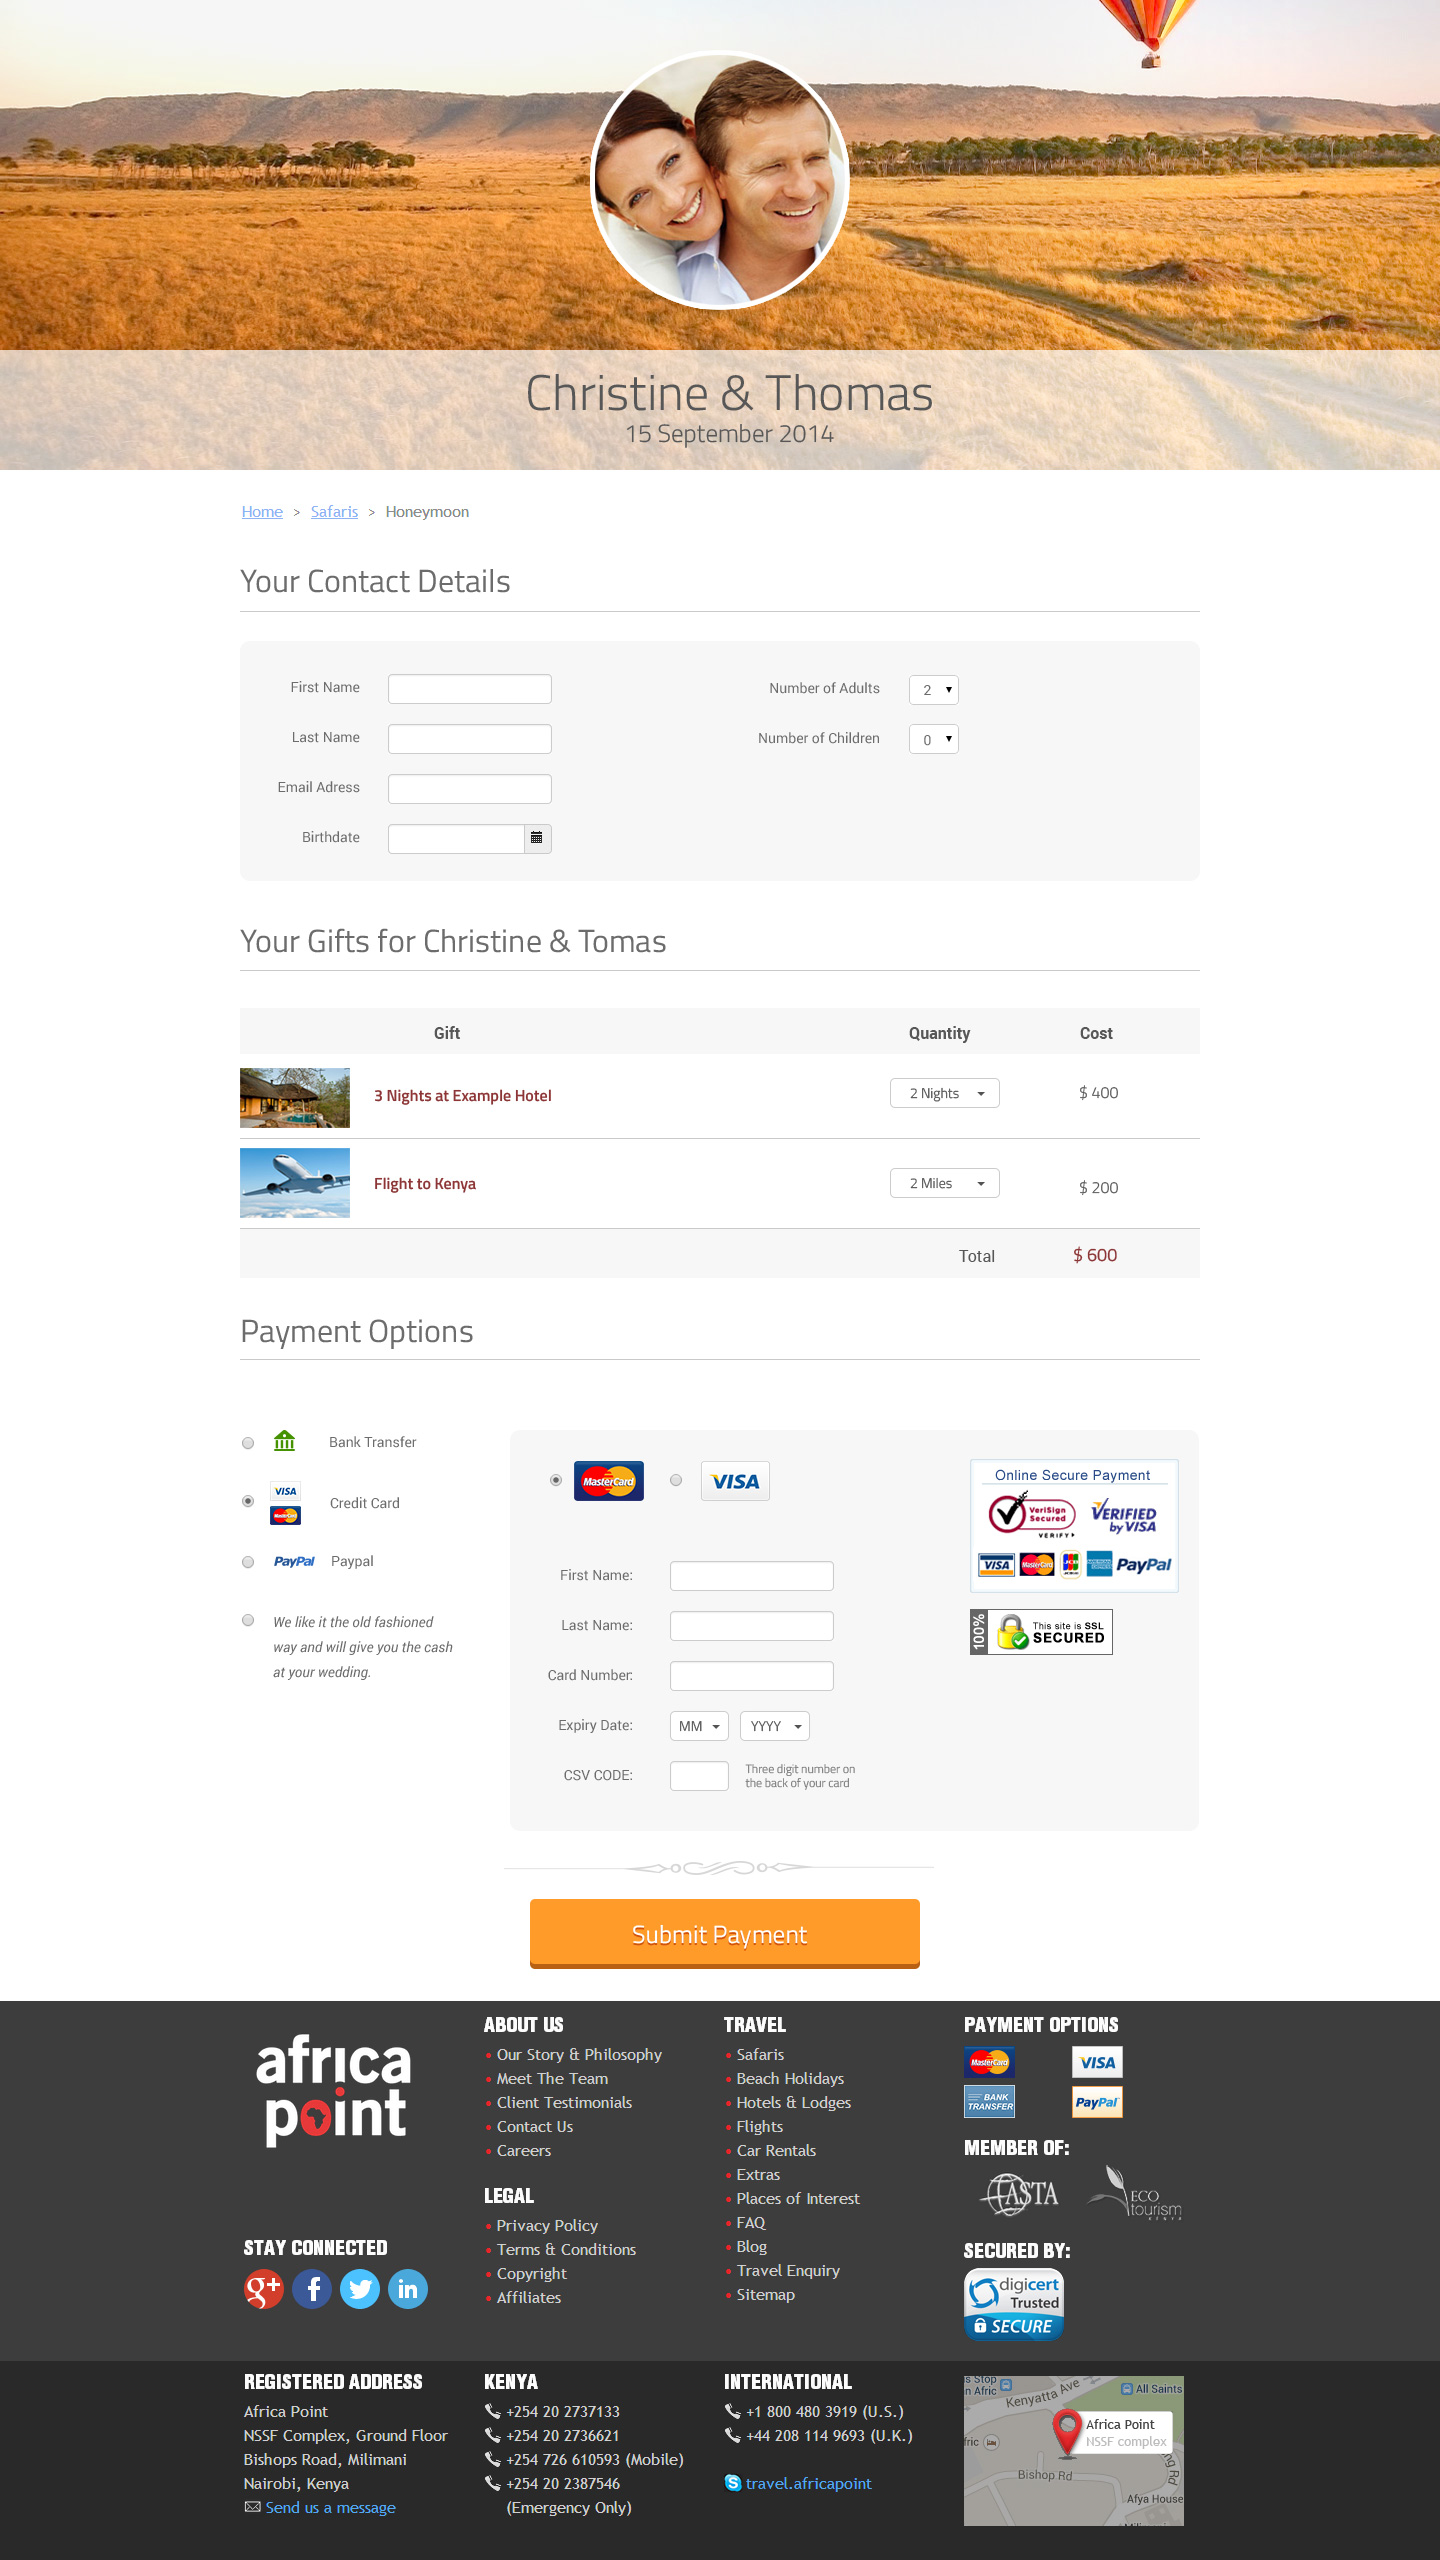 Christine & Thomas
15 September 2014
Home > Safaris > Honeymoon
Your Contact Details
First Name
Number of Adults 2
Last Name
Number of Children 0
Email Adress
Birthdate
Your Gifts for Christine & Tomas
Gift Quantity Cost
3 Nights at Example Hotel 2 Nights $ 400
Flight to Kenya 2 Miles $ 200
Total $ 600
Payment Options
Bank Transfer
VISA
MasterCard
Credit Card
PayPal Paypal
We like it the old fashioned
way and will give you the cash
at your wedding.
MasterCard VISA
First Name:
Last Name:
Card Number:
Expiry Date: MM YYYY
CSV CODE:
Three digit number on
the back of your card
Online Secure Payment
VeriSign
Secured
VERIFY
VERIFIED
by VISA
VISA MasterCard JCB PayPal
100%
This site is SSL
SECURED
Submit Payment
africa
point
STAY CONNECTED
g+ f in
ABOUT US
• Our Story & Philosophy
• Meet The Team
• Client Testimonials
• Contact Us
• Careers
LEGAL
• Privacy Policy
• Terms & Conditions
• Copyright
• Affiliates
TRAVEL
• Safaris
• Beach Holidays
• Hotels & Lodges
• Flights
• Car Rentals
• Extras
• Places of Interest
• FAQ
• Blog
• Travel Enquiry
• Sitemap
PAYMENT OPTIONS
MasterCard VISA
BANK
TRANSFER
PayPal
MEMBER OF:
ASTA
ECO
tourism
KENYA
SECURED BY:
digicert
Trusted
SECURE
REGISTERED ADDRESS
Africa Point
NSSF Complex, Ground Floor
Bishops Road, Milimani
Nairobi, Kenya
Send us a message
KENYA
+254 20 2737133
+254 20 2736621
+254 726 610593 (Mobile)
+254 20 2387546
(Emergency Only)
INTERNATIONAL
+1 800 480 3919 (U.S.)
+44 208 114 9693 (U.K.)
travel.africapoint
s Stop
n Afric
Kenyatta Ave
All Saints
Africa Point
NSSF complex
fric
Bishop Rd
ng Rd
Afya House